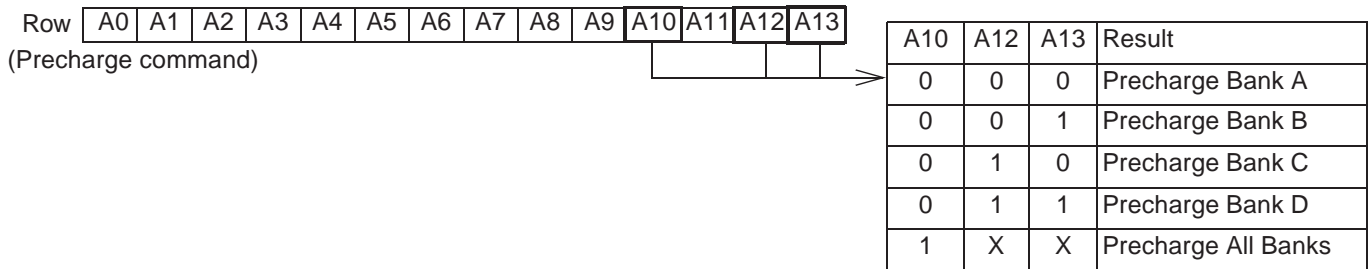 Row A0 A1 A2 A3 A4 A5 A6 A7 A8 A9 A10 A11 A12 A13
(Precharge command)
A10 A12 A13 Result
0 0 0 Precharge Bank A
0 0 1 Precharge Bank B
0 1 0 Precharge Bank C
0 1 1 Precharge Bank D
1 X X Precharge All Banks